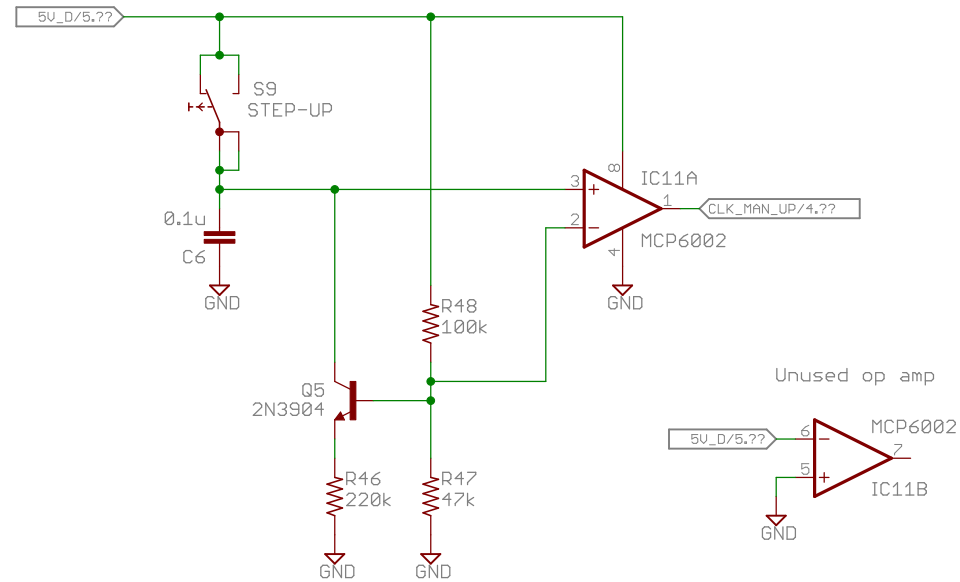 5V_D/5.??
S9
STEP-UP
8
IC11A
3
+
1
CLK_MAN_UP/4.??
0.1u
2
-
MCP6002
C6
4
GND
GND
R48
100k
Unused op amp
Q5
2N3904
MCP6002
5V_D/5.??
6
-
7
R46
220k
R47
47k
5
+
IC11B
GND
GND
GND